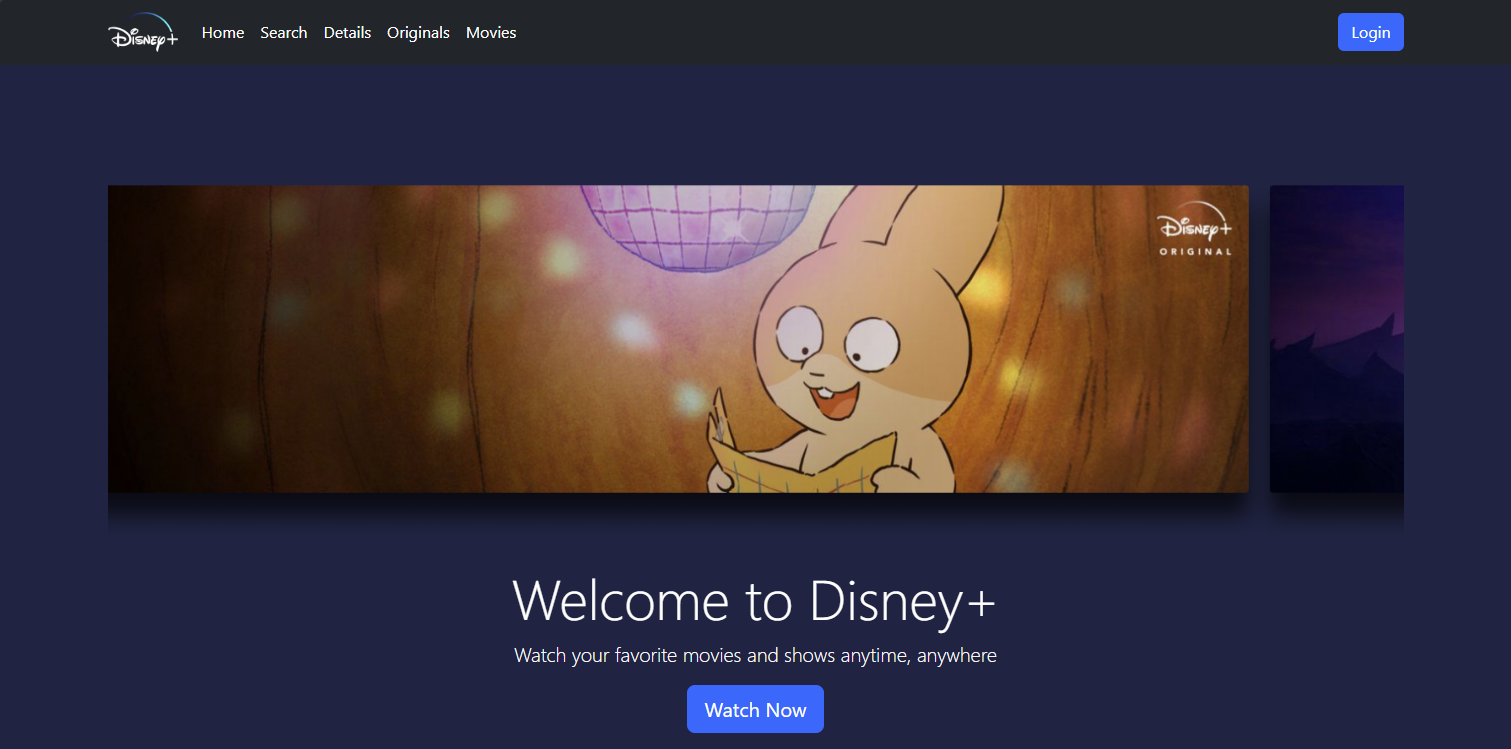 Disney+ Home Search Details Originals Movies Login
Disney+
ORIGINAL
Welcome to Disney+
Watch your favorite movies and shows anytime, anywhere
Watch Now